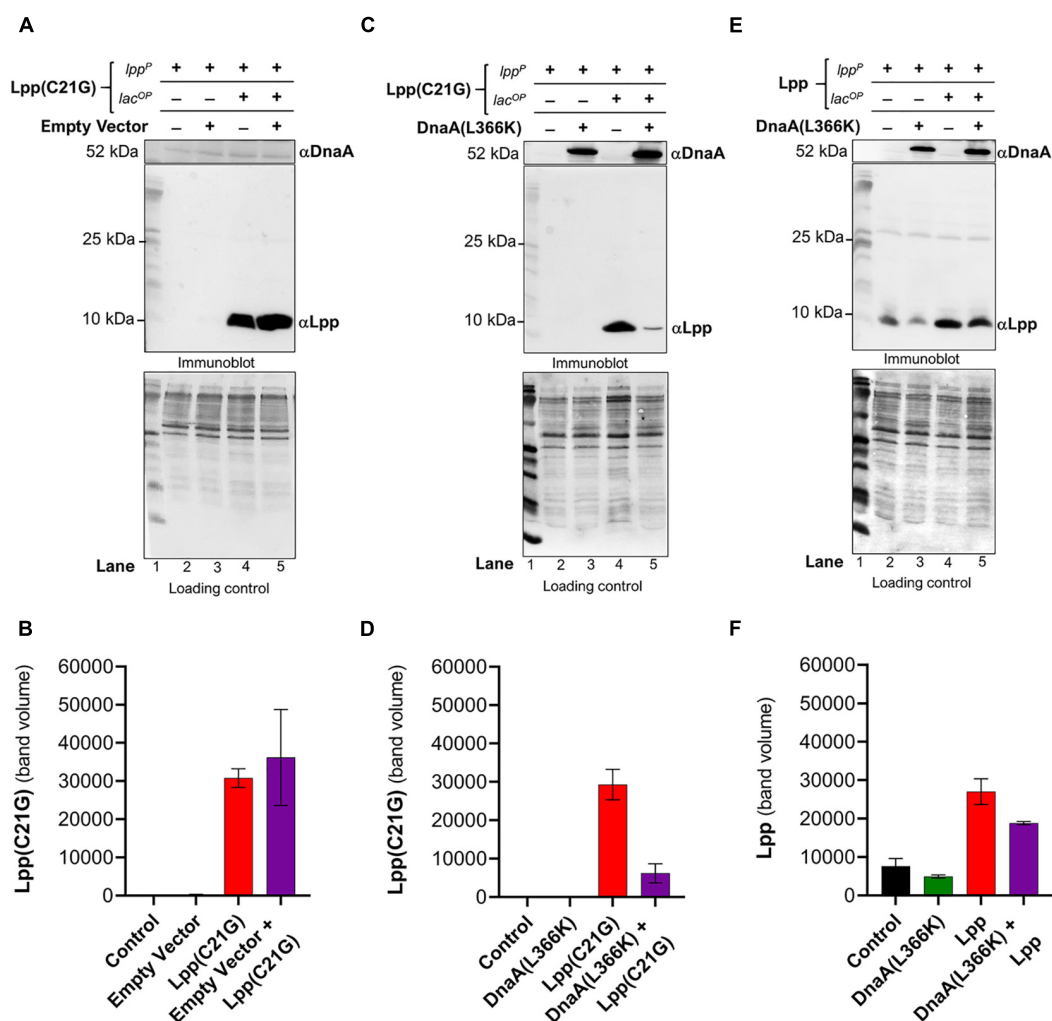 A
lppᴾ + + + +
Lpp(C21G)
lacᴼᴾ – – + +
Empty Vector – + – +
52 kDa αDnaA
25 kDa
10 kDa αLpp
Immunoblot
Lane 1 2 3 4 5
Loading control
C
lppᴾ + + + +
Lpp(C21G)
lacᴼᴾ – – + +
DnaA(L366K) – + – +
52 kDa αDnaA
25 kDa
10 kDa αLpp
Immunoblot
Lane 1 2 3 4 5
Loading control
E
lppᴾ + + + +
Lpp
lacᴼᴾ – – + +
DnaA(L366K) – + – +
52 kDa αDnaA
25 kDa
10 kDa αLpp
Immunoblot
Lane 1 2 3 4 5
Loading control
B
Lpp(C21G) (band volume)
60000
50000
40000
30000
20000
10000
0
Control
Empty Vector
Lpp(C21G)
Empty Vector +
Lpp(C21G)
D
Lpp(C21G) (band volume)
60000
50000
40000
30000
20000
10000
0
Control
DnaA(L366K)
Lpp(C21G)
DnaA(L366K) +
Lpp(C21G)
F
Lpp (band volume)
60000
50000
40000
30000
20000
10000
0
Control
DnaA(L366K)
Lpp
DnaA(L366K) +
Lpp